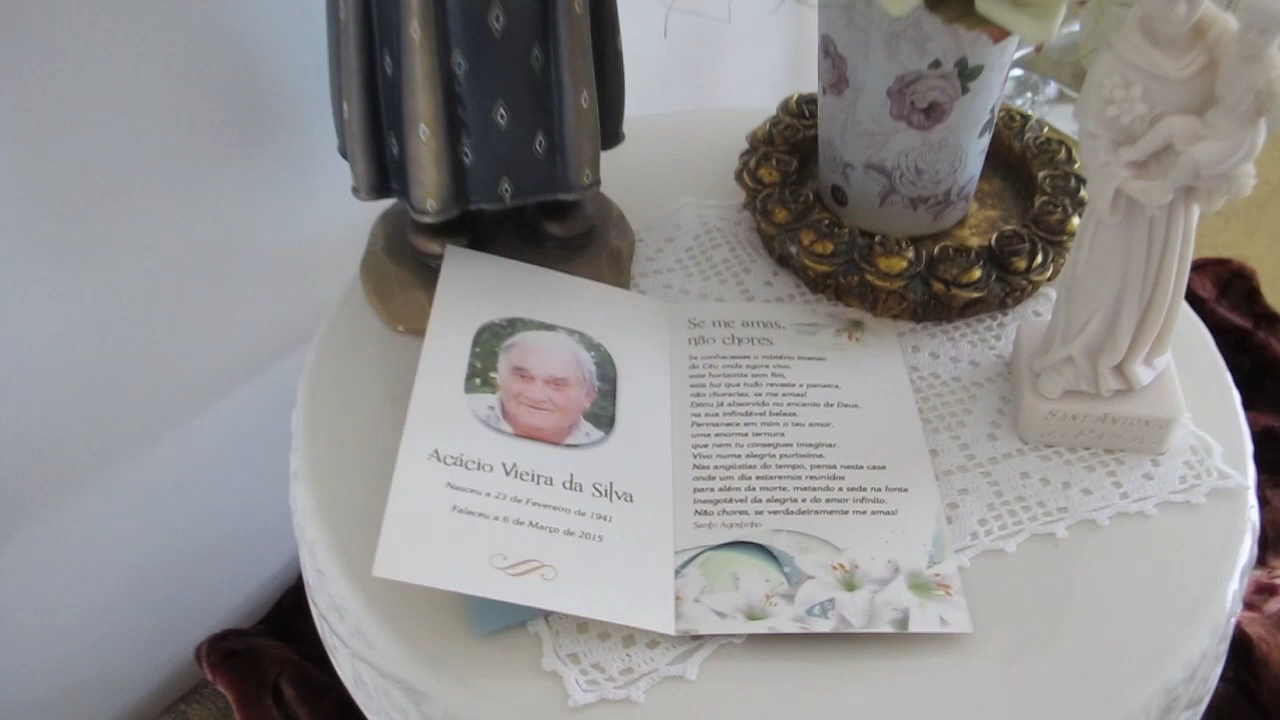 Acácio Vieira da Silva
Nasceu a 23 de Fevereiro de 1941
Faleceu a 6 de Março de 2015
Se me amas,
não chores
Se conhecesses o mistério imenso
do Céu onde agora vivo,
este horizonte sem fim,
esta luz que tudo reveste e penetra,
não chorarias, se me amas!
Estou já absorvido no encanto de Deus,
na sua infindável beleza.
Permanece em mim o teu amor,
uma enorme ternura
que nem tu consegues imaginar.
Vivo numa alegria puríssima.
Nas angústias do tempo, pensa nesta casa
onde um dia estaremos reunidos
para além da morte, matando a sede na fonte
inesgotável da alegria e do amor infinito.
Não chores, se verdadeiramente me amas!
Santo Agostinho
SANT'ANTONIO